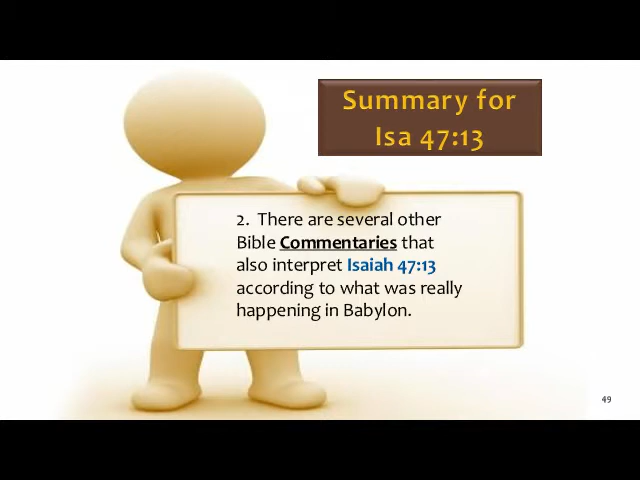 Summary for
Isa 47:13
2. There are several other
Bible Commentaries that
also interpret Isaiah 47:13
according to what was really
happening in Babylon.
49